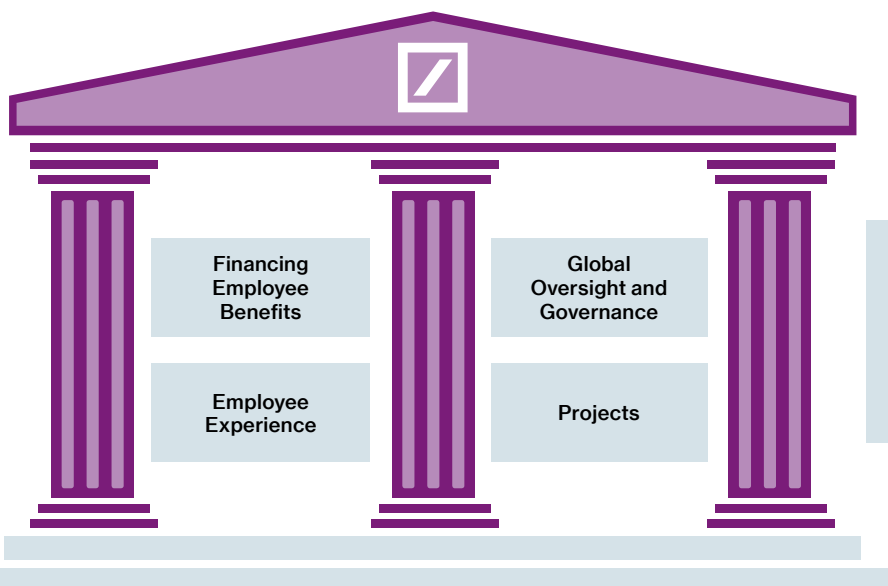 Financing
Employee
Benefits
Global
Oversight and
Governance
Employee
Experience
Projects